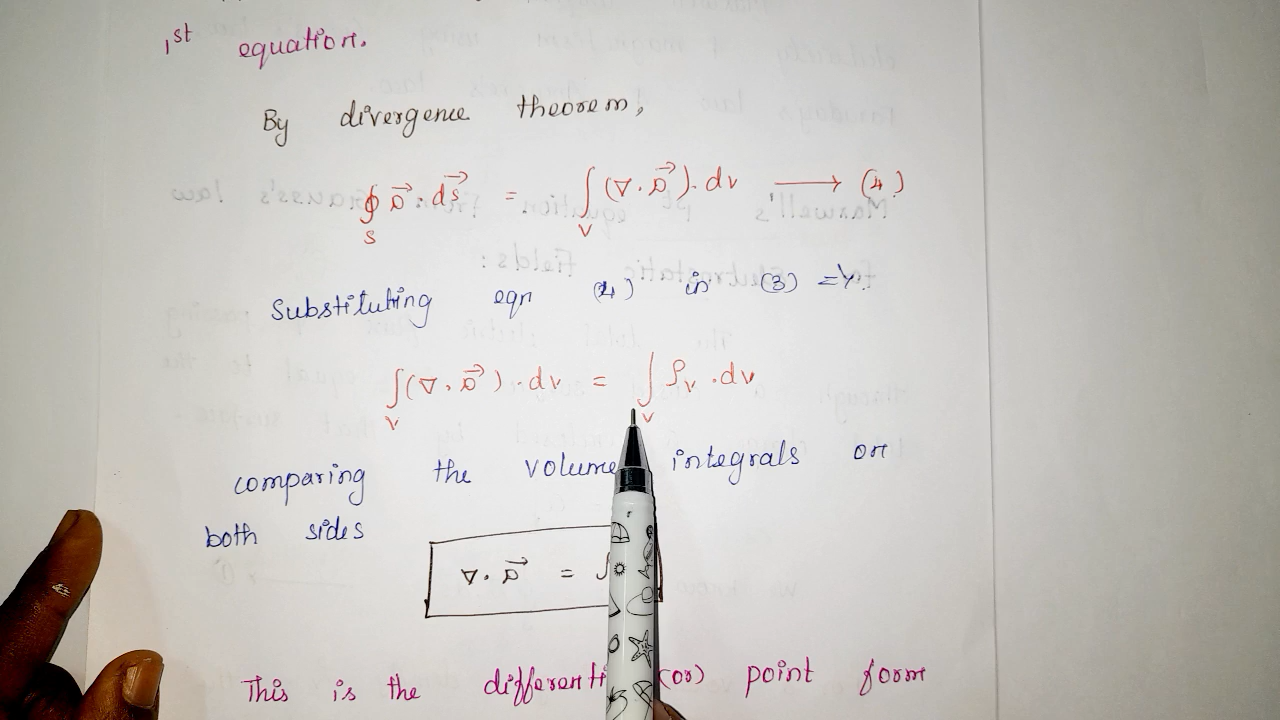 1st equation.
By divergence theorem,
∮S D⃗ · ds⃗ = ∫V (∇ · D⃗) · dv ⟶ (4)
Substituting eqn (4) in (3) =>.
∫V (∇ · D⃗) · dv = ∫V ρv · dv
comparing the volume integrals on
both sides
∇ · D⃗ =
This is the (or) point form